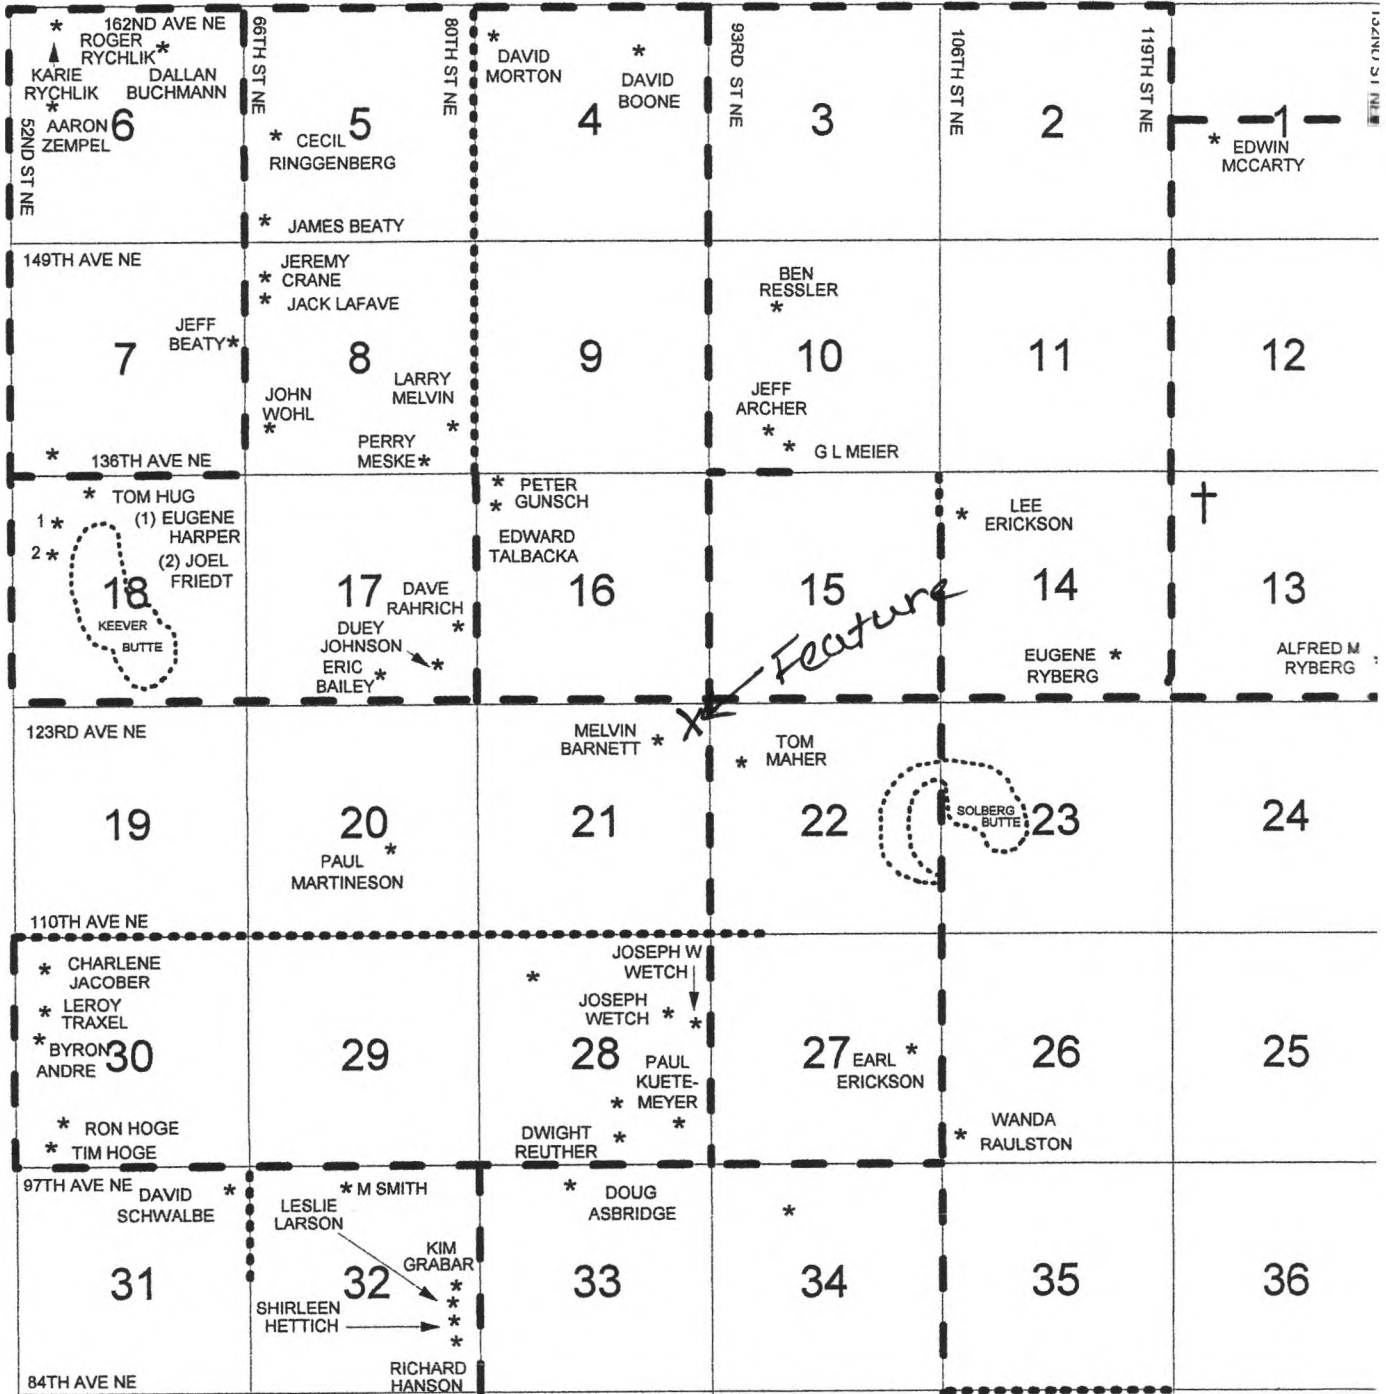 162ND AVE NE
ROGER
RYCHLIK
KARIE
RYCHLIK
DALLAN
BUCHMANN
6
AARON
ZEMPEL
52ND ST NE
66TH ST NE
5
CECIL
RINGGENBERG
JAMES BEATY
80TH ST NE
DAVID
MORTON
DAVID
BOONE
4
93RD ST NE
3
106TH ST NE
2
119TH ST NE
1
EDWIN
MCCARTY
149TH AVE NE
JEFF
BEATY
7
136TH AVE NE
JEREMY
CRANE
JACK LAFAVE
8
JOHN
WOHL
LARRY
MELVIN
PERRY
MESKE
9
BEN
RESSLER
10
JEFF
ARCHER
G L MEIER
11
12
TOM HUG
1
(1) EUGENE
HARPER
2
(2) JOEL
FRIEDT
18
KEEVER
BUTTE
17
DAVE
RAHRICH
DUEY
JOHNSON
ERIC
BAILEY
PETER
GUNSCH
EDWARD
TALBACKA
16
15
Feature
X
LEE
ERICKSON
14
EUGENE
RYBERG
13
ALFRED M
RYBERG
123RD AVE NE
19
20
PAUL
MARTINESON
MELVIN
BARNETT
21
TOM
MAHER
22
SOLBERG
BUTTE
23
24
110TH AVE NE
CHARLENE
JACOBER
LEROY
TRAXEL
BYRON
ANDRE
30
RON HOGE
TIM HOGE
29
JOSEPH W
WETCH
JOSEPH
WETCH
28
PAUL
KUETE-
MEYER
DWIGHT
REUTHER
27
EARL
ERICKSON
26
WANDA
RAULSTON
25
97TH AVE NE
DAVID
SCHWALBE
31
84TH AVE NE
M SMITH
LESLIE
LARSON
KIM
GRABAR
32
SHIRLEEN
HETTICH
RICHARD
HANSON
DOUG
ASBRIDGE
33
34
35
36